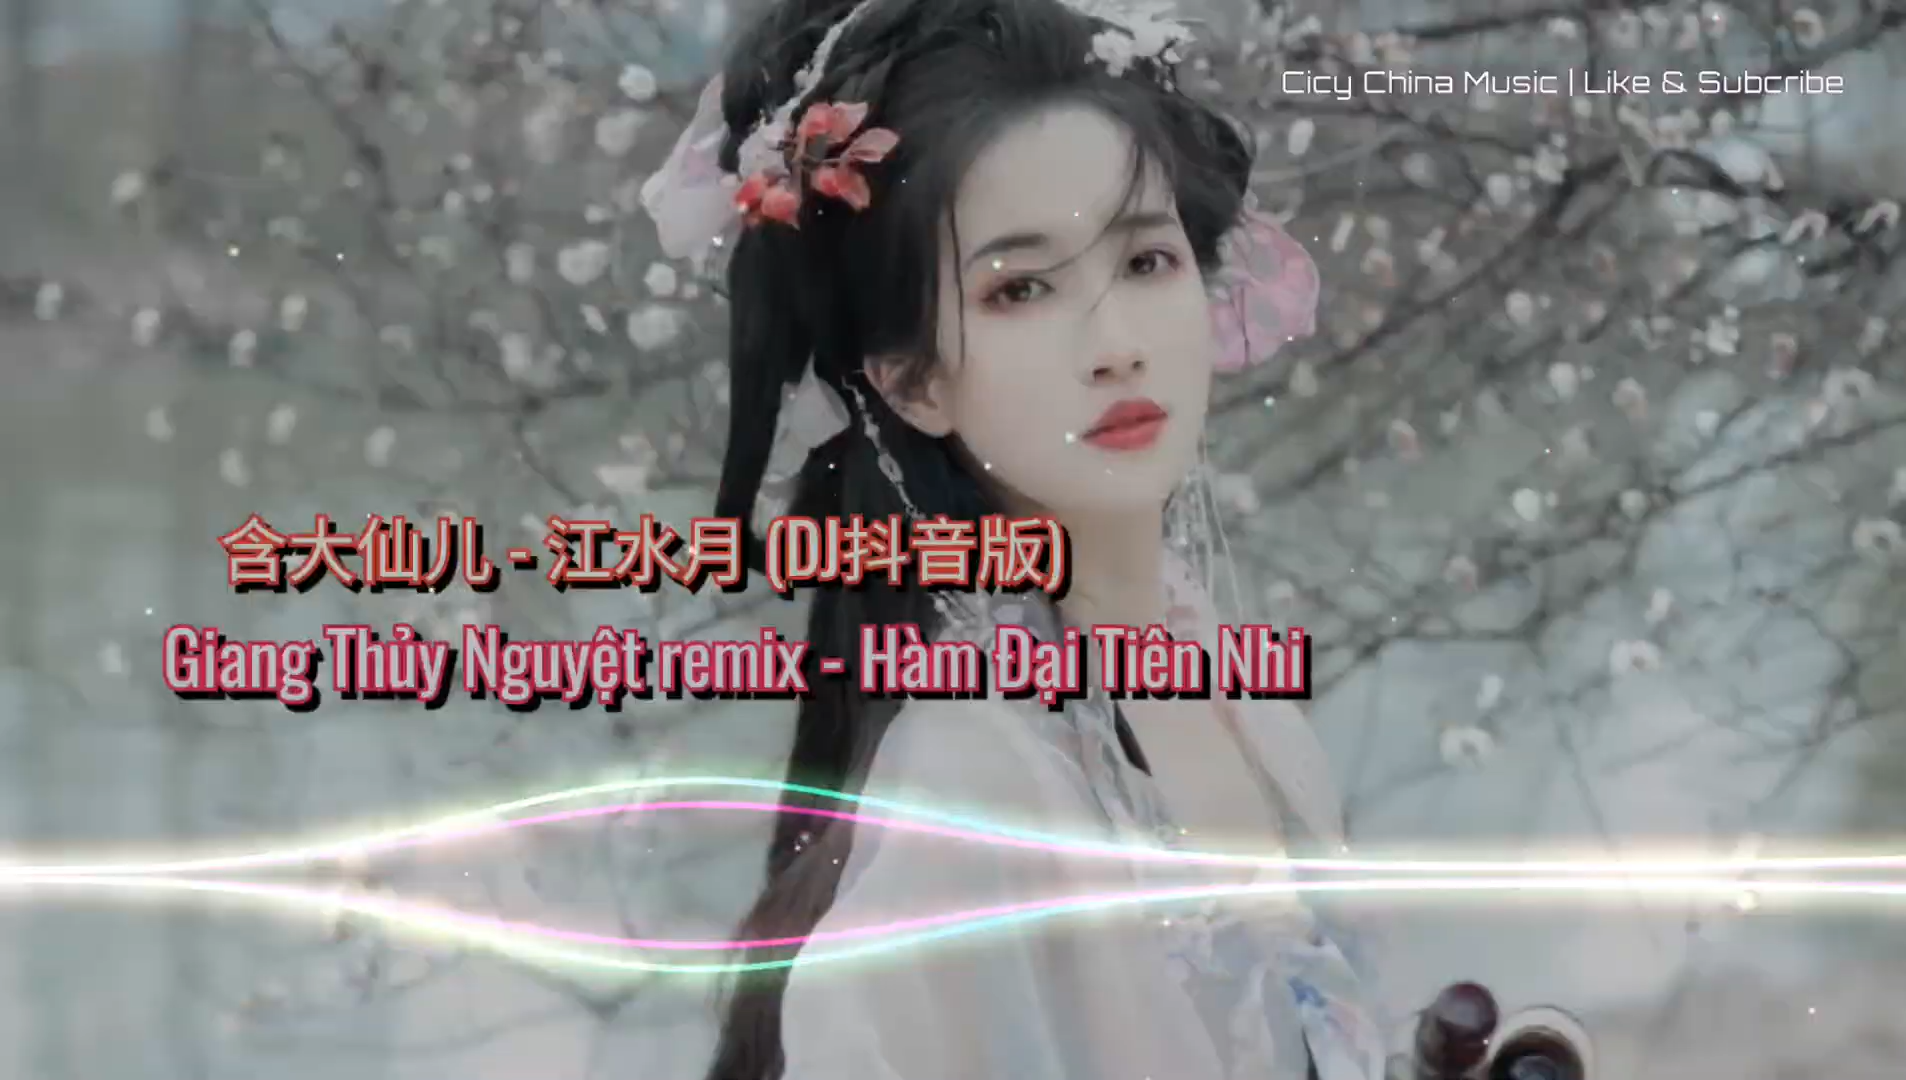 Cicy China Music | Like & Subcribe
含大仙儿 - 江水月 (DJ抖音版)
Giang Thủy Nguyệt remix - Hàm Đại Tiên Nhi